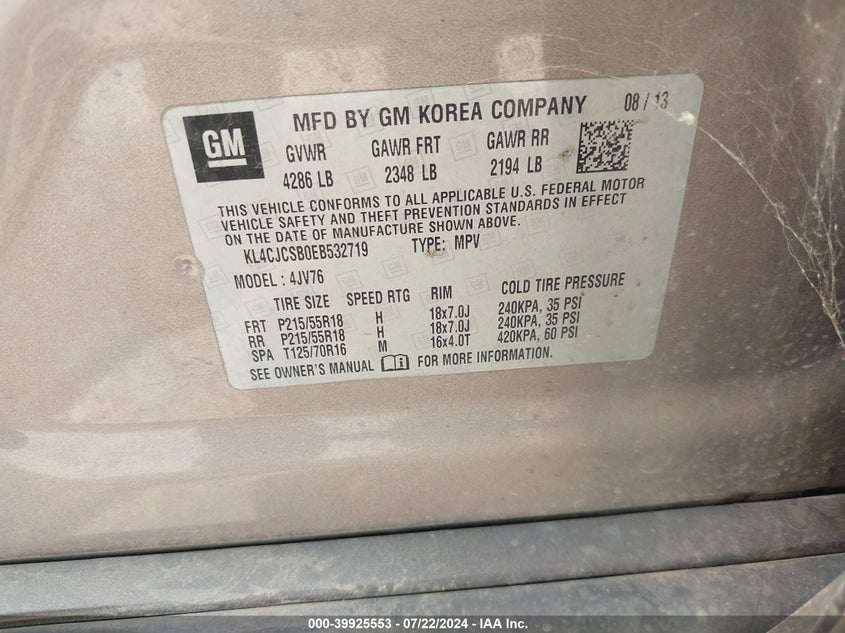 GM
MFD BY GM KOREA COMPANY 08 / 13
GVWR GAWR FRT GAWR RR
4286 LB 2348 LB 2194 LB
THIS VEHICLE CONFORMS TO ALL APPLICABLE U.S. FEDERAL MOTOR
VEHICLE SAFETY AND THEFT PREVENTION STANDARDS IN EFFECT
ON THE DATE OF MANUFACTURE SHOWN ABOVE.
KL4CJCSB0EB532719 TYPE: MPV
MODEL : 4JV76
TIRE SIZE SPEED RTG RIM COLD TIRE PRESSURE
FRT P215/55R18 H 18x7.0J 240KPA, 35 PSI
RR P215/55R18 H 18x7.0J 240KPA, 35 PSI
SPA T125/70R16 M 16x4.0T 420KPA, 60 PSI
SEE OWNER'S MANUAL FOR MORE INFORMATION.
000-39925553 - 07/22/2024 - IAA Inc.